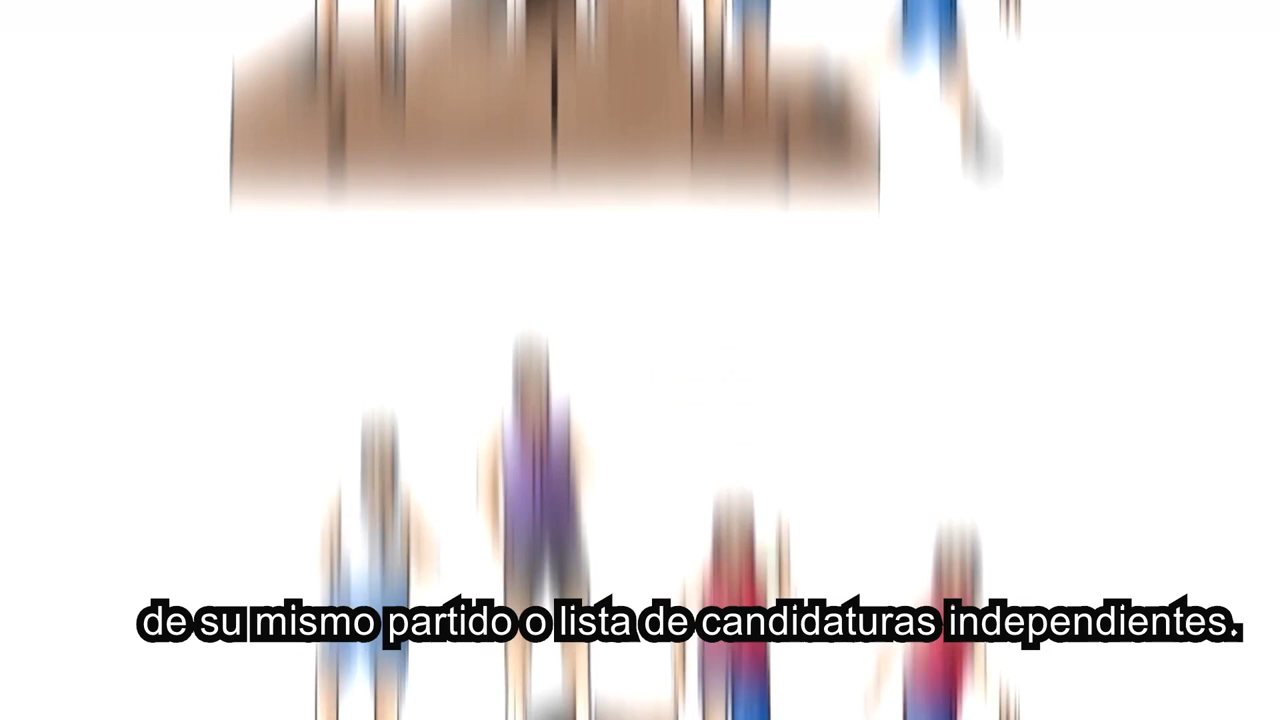 de su mismo partido o lista de candidaturas independientes.